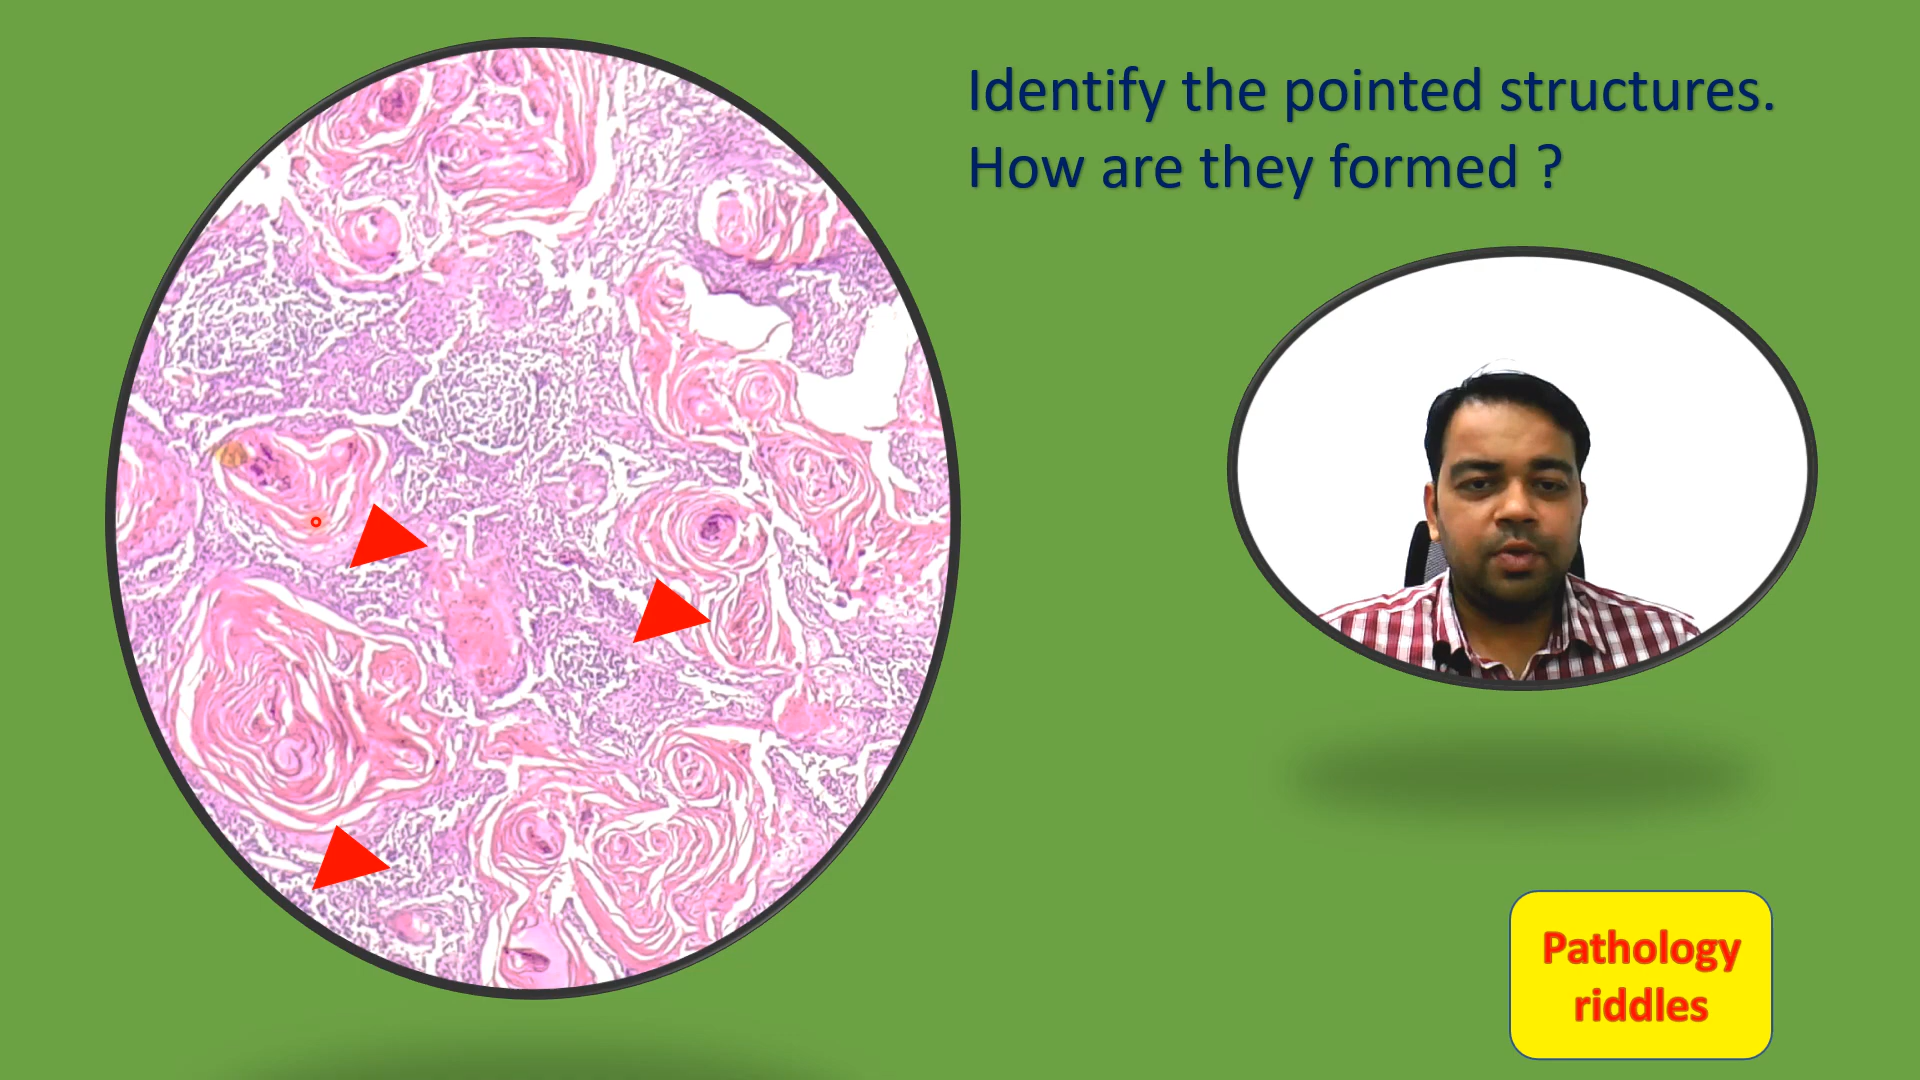 Identify the pointed structures.
How are they formed ?
Pathology
riddles